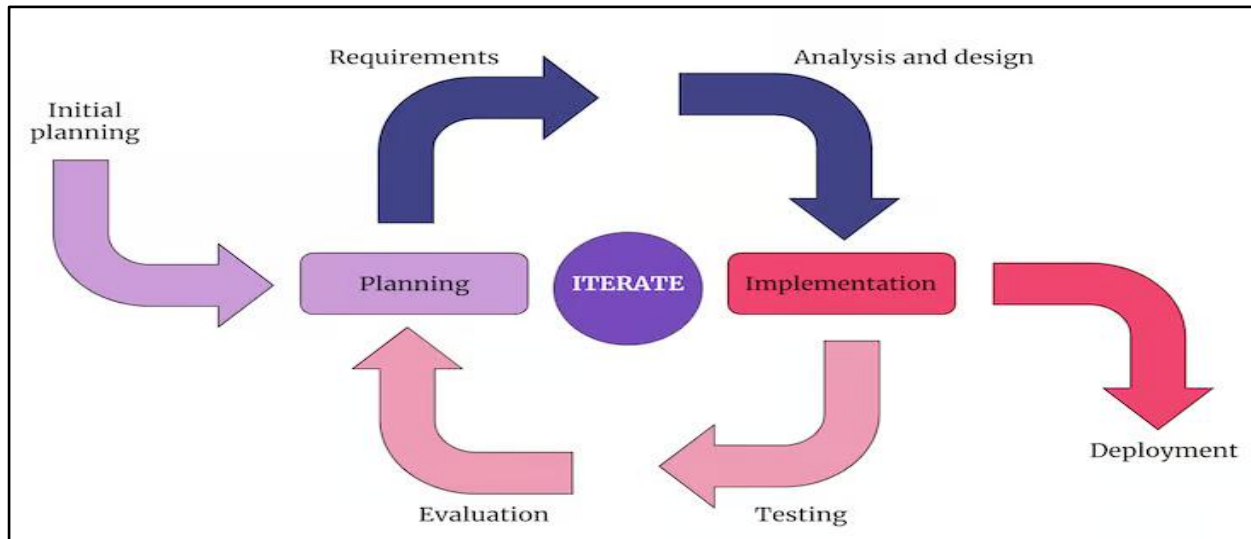 Requirements
Analysis and design
Initial
planning
Planning
ITERATE
Implementation
Deployment
Evaluation
Testing